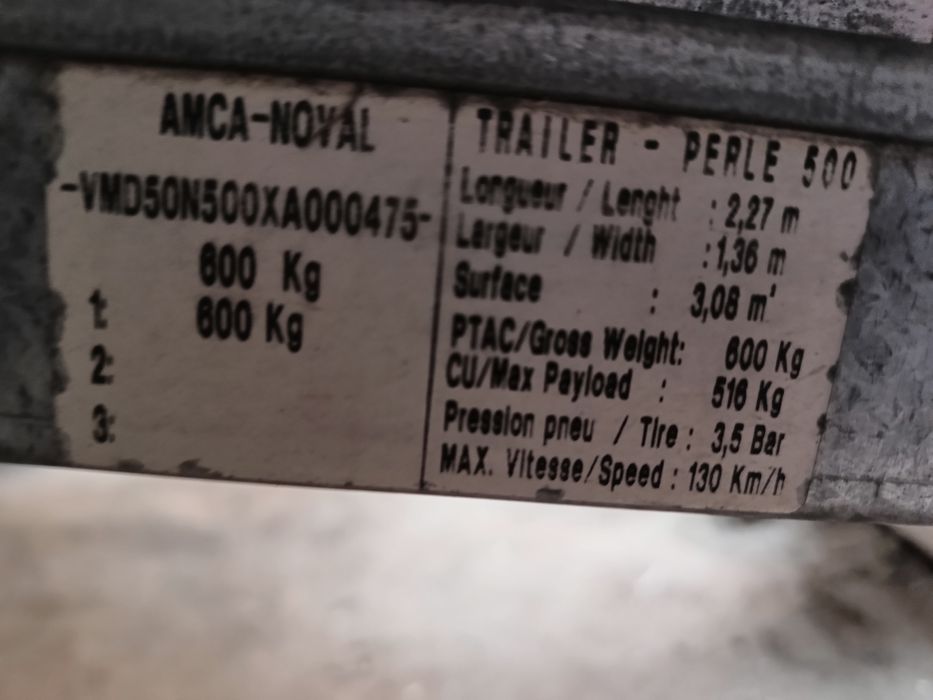 AMCA-NOVAL
-VMD50N500XA000475-
600 Kg
1: 600 Kg
2:
3:
TRAILER - PERLE 500
Longueur / Lenght : 2,27 m
Largeur / Width : 1,36 m
Surface : 3,08 m²
PTAC/Gross Weight: 600 Kg
CU/Max Payload : 516 Kg
Pression pneu / Tire : 3,5 Bar
MAX. Vitesse/Speed : 130 Km/h